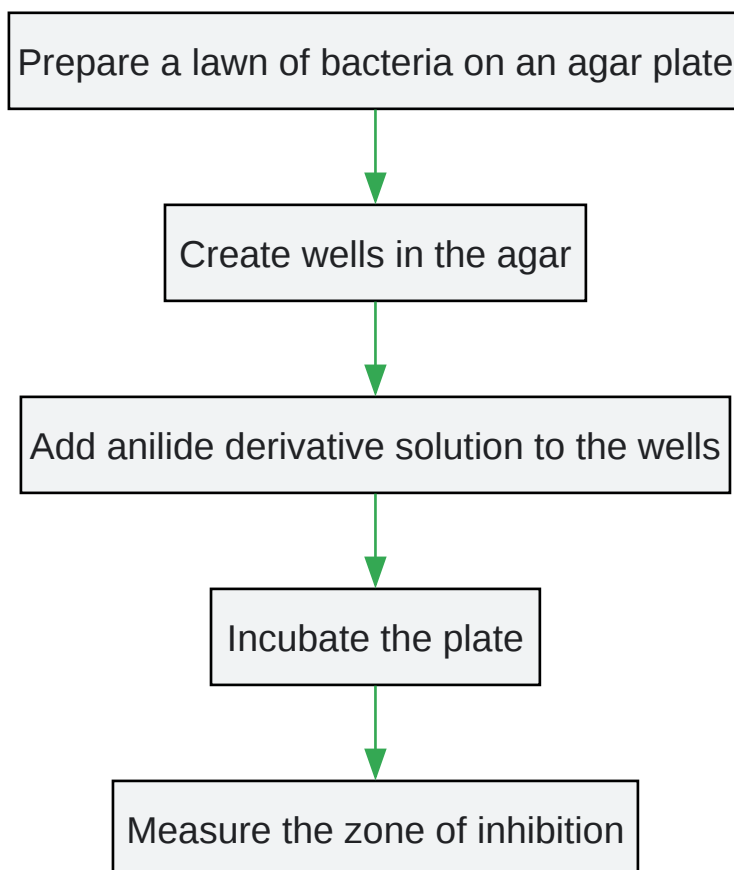 Prepare a lawn of bacteria on an agar plate
Create wells in the agar
Add anilide derivative solution to the wells
Incubate the plate
Measure the zone of inhibition